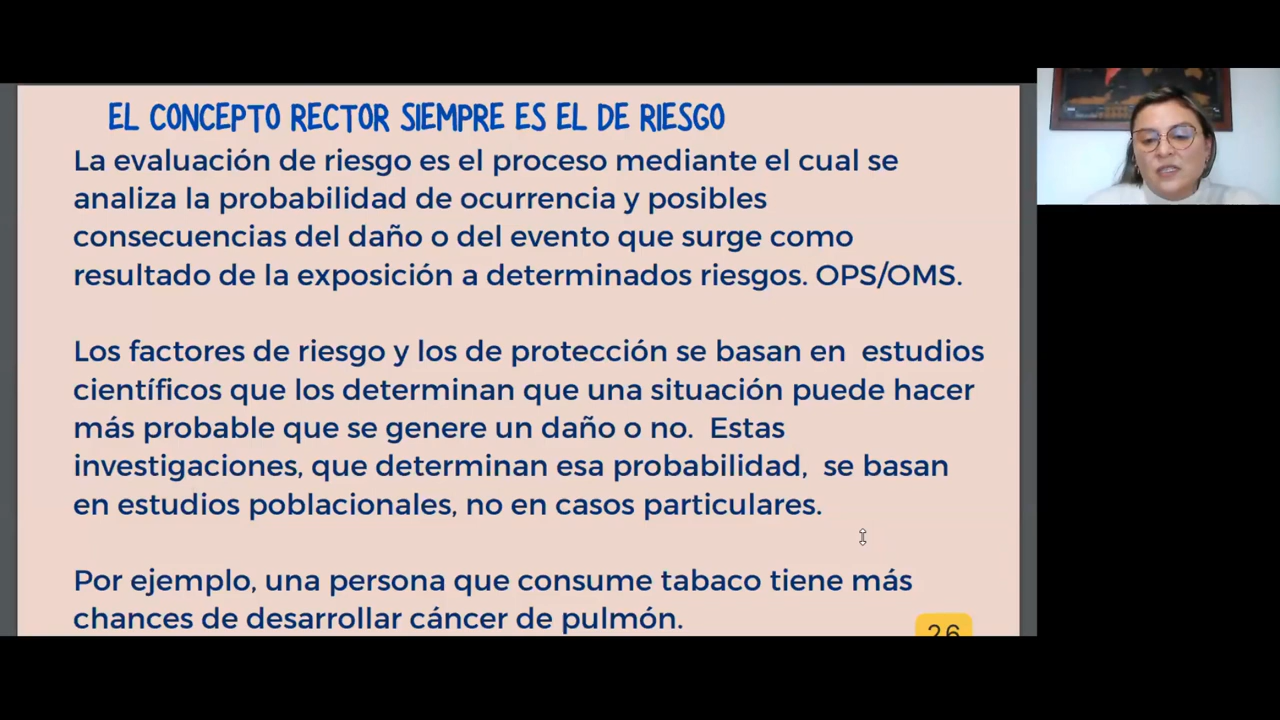 EL CONCEPTO RECTOR SIEMPRE ES EL DE RIESGO
La evaluación de riesgo es el proceso mediante el cual se
analiza la probabilidad de ocurrencia y posibles
consecuencias del daño o del evento que surge como
resultado de la exposición a determinados riesgos. OPS/OMS.
Los factores de riesgo y los de protección se basan en estudios
científicos que los determinan que una situación puede hacer
más probable que se genere un daño o no. Estas
investigaciones, que determinan esa probabilidad, se basan
en estudios poblacionales, no en casos particulares.
Por ejemplo, una persona que consume tabaco tiene más
chances de desarrollar cáncer de pulmón.
26